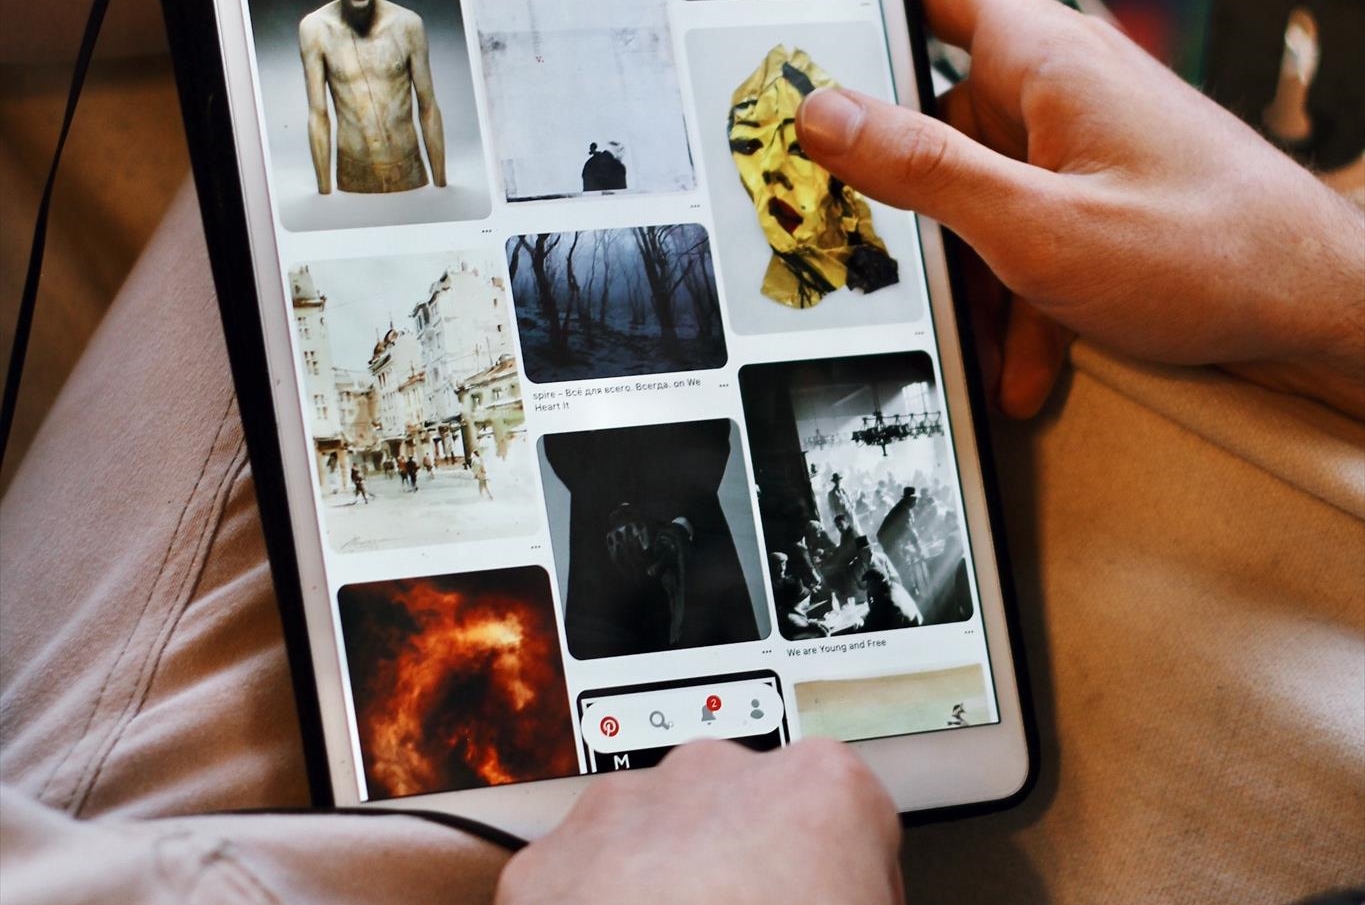 v.
spire – Всё для всего. Всегда. on We
Heart It
We are Young and Free
2
M